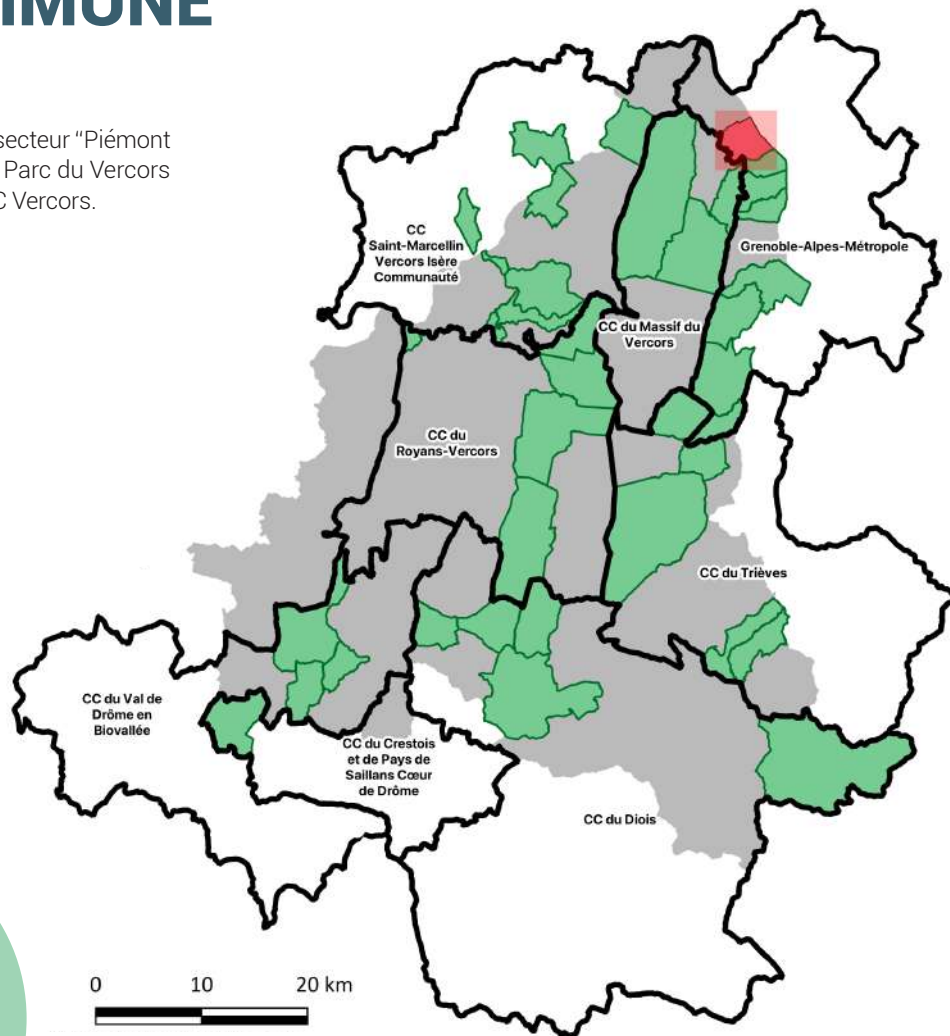 secteur "Piémont
Parc du Vercors
C Vercors.
CC
Saint-Marcellin
Vercors Isère
Communauté
Grenoble-Alpes-Métropole
CC du Massif du
Vercors
CC du
Royans-Vercors
CC du Trièves
CC du Val de
Drôme en
Biovallée
CC du Crestois
et de Pays de
Saillans Cœur
de Drôme
CC du Diois
0 10 20 km